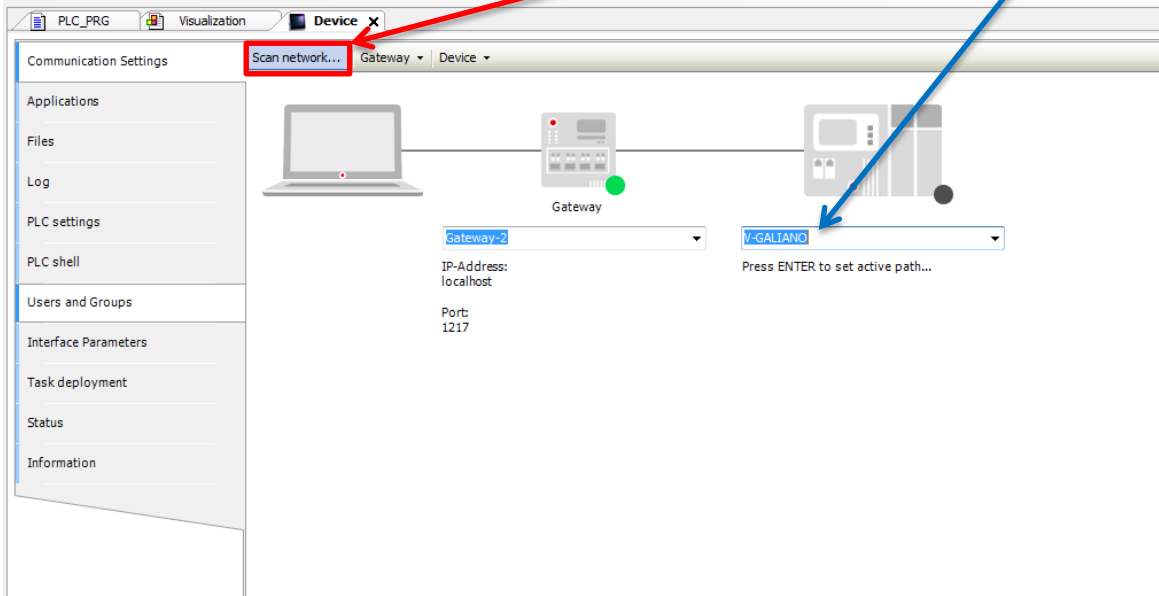 PLC_PRG Visualization Device X
Communication Settings
Scan network... Gateway Device
Applications
Files
Log
PLC settings
PLC shell
Users and Groups
Interface Parameters
Task deployment
Status
Information
Gateway
Gateway-2
IP-Address:
localhost
Port:
1217
V-GALIANO
Press ENTER to set active path...